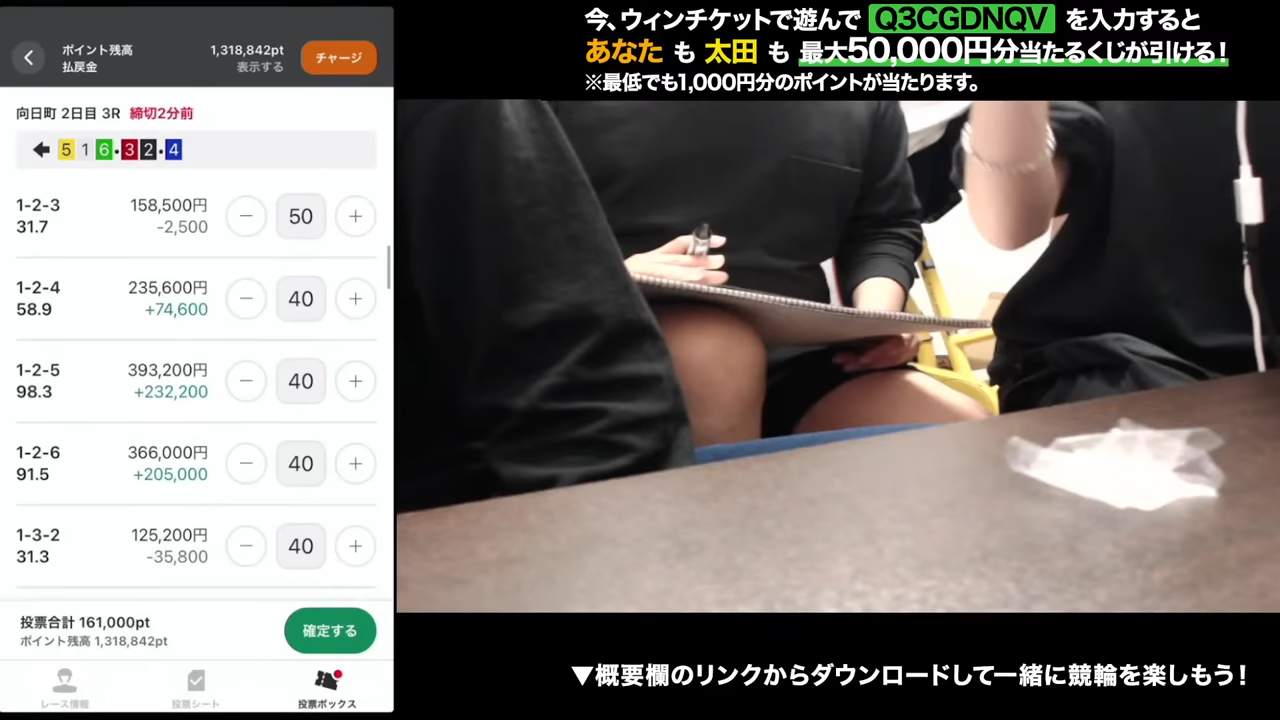 ポイント残高 1,318,842pt チャージ
払戻金 表示する
向日町 2日目 3R 締切2分前
← 5 1 6・3 2・4
1-2-3 158,500円 − 50 +
31.7 -2,500
1-2-4 235,600円 − 40 +
58.9 +74,600
1-2-5 393,200円 − 40 +
98.3 +232,200
1-2-6 366,000円 − 40 +
91.5 +205,000
1-3-2 125,200円 − 40 +
31.3 -35,800
投票合計 161,000pt 確定する
ポイント残高 1,318,842pt
レース情報 投票シート 投票ボックス
今、ウィンチケットで遊んで Q3CGDNQV を入力すると
あなた も 太田 も 最大50,000円分当たるくじが引ける!
※最低でも1,000円分のポイントが当たります。
▼概要欄のリンクからダウンロードして一緒に競輪を楽しもう!